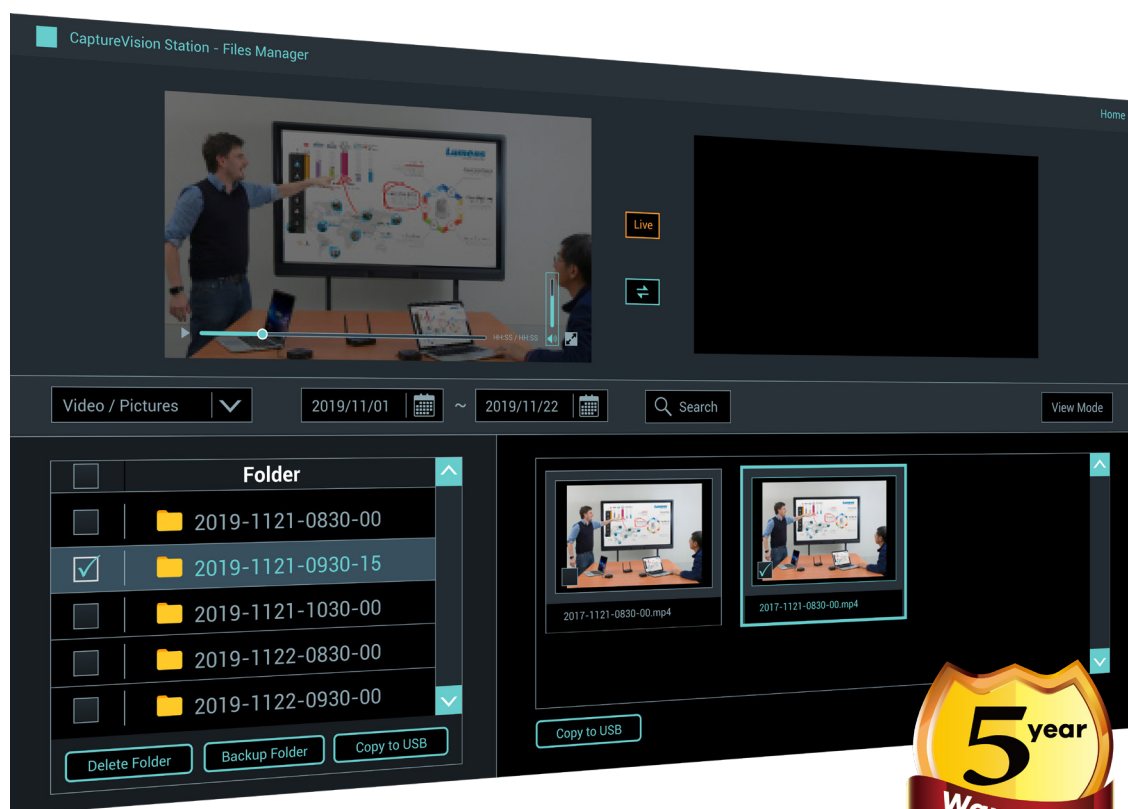 CaptureVision Station - Files Manager
Home
Lumens
Live
HH:SS / HH:SS
Video / Pictures
2019/11/01
~
2019/11/22
Search
View Mode
Folder
2019-1121-0830-00
2019-1121-0930-15
2019-1121-1030-00
2019-1122-0830-00
2019-1122-0930-00
Delete Folder
Backup Folder
Copy to USB
2017-1121-0830-00.mp4
2017-1121-0830-00.mp4
Copy to USB
5 year